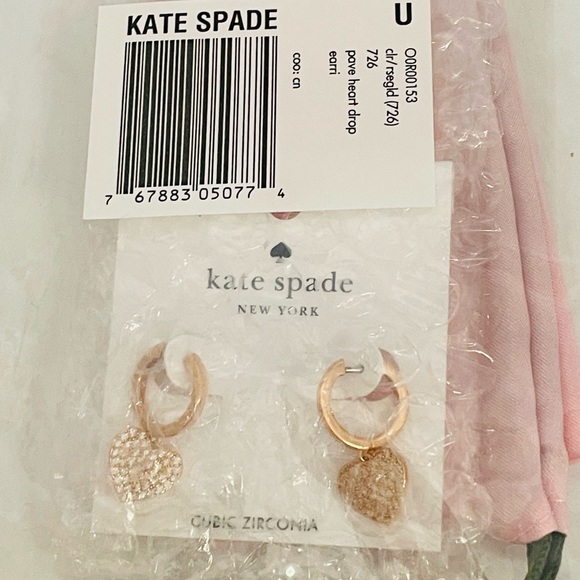 KATE SPADE
U
7 67883 05077 4
O0R00153
clr/rsegld (726)
726
pave heart drop
earri
coo: cn
kate spade
NEW YORK
CUBIC ZIRCONIA